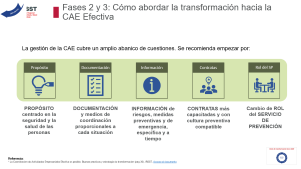 SST
Fases 2 y 3: Cómo abordar la transformación hacia la
CAE Efectiva
La gestión de la CAE cubre un amplio abanico de cuestiones. Se recomienda empezar por:
Propósito
Documentación
Información
Contratas
Rol del SP
PROPÓSITO
centrado en la
seguridad y la
salud de las
personas
DOCUMENTACIÓN
y medios de
coordinación
proporcionales a
cada situación
INFORMACIÓN de
riesgos, medidas
preventivas y de
emergencia,
específica y a
tiempo
CONTRATAS más
capacitadas y con
cultura preventiva
compatible
Cambio de ROL
del SERVICIO
DE
PREVENCIÓN
Referencia: